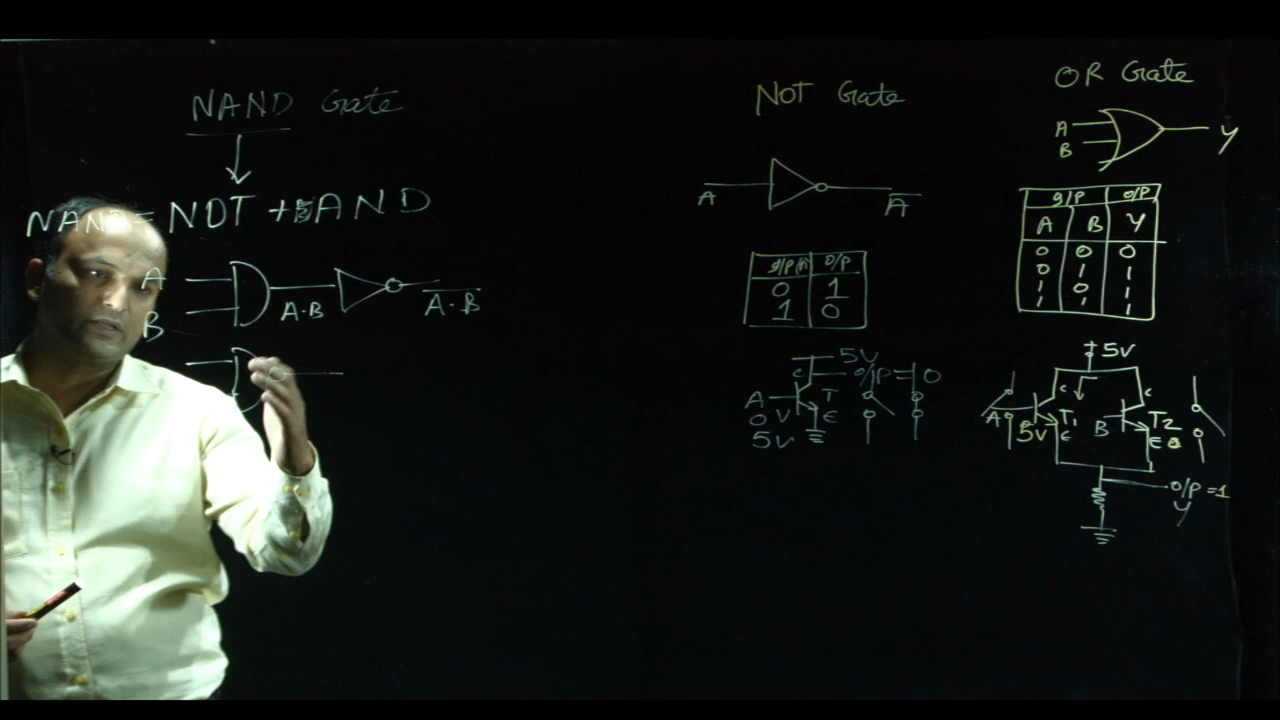 NAND Gate
NAND = NOT + AND
A
B
A·B
A̅·̅B̅
NOT Gate
A
A̅
I/P(A) O/P
0 1
1 0
5V
O/P = 0
C
A
T
0V
E
5V
OR Gate
A
B
Y
I/P O/P
A B Y
0 0 0
0 1 1
1 0 1
1 1 1
5V
C
C
A
T1
B
T2
5V
E
E
O/P = 1
Y